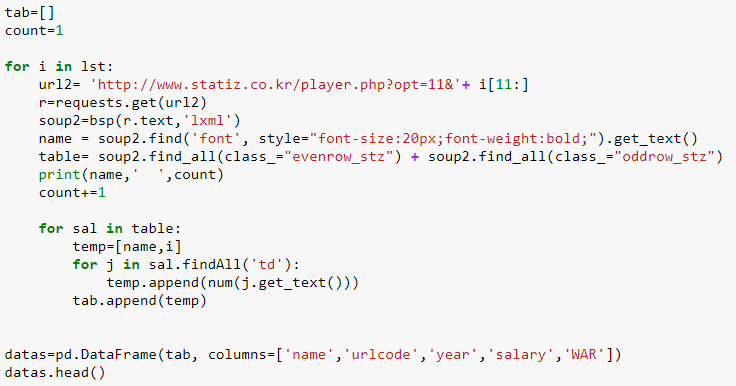 tab=[]
count=1
for i in lst:
    url2= 'http://www.statiz.co.kr/player.php?opt=11&'+ i[11:]
    r=requests.get(url2)
    soup2=bsp(r.text,'lxml')
    name = soup2.find('font', style="font-size:20px;font-weight:bold;").get_text()
    table= soup2.find_all(class_="evenrow_stz") + soup2.find_all(class_="oddrow_stz")
    print(name,'  ',count)
    count+=1
    for sal in table:
        temp=[name,i]
        for j in sal.findAll('td'):
            temp.append(num(j.get_text()))
        tab.append(temp)
datas=pd.DataFrame(tab, columns=['name','urlcode','year','salary','WAR'])
datas.head()